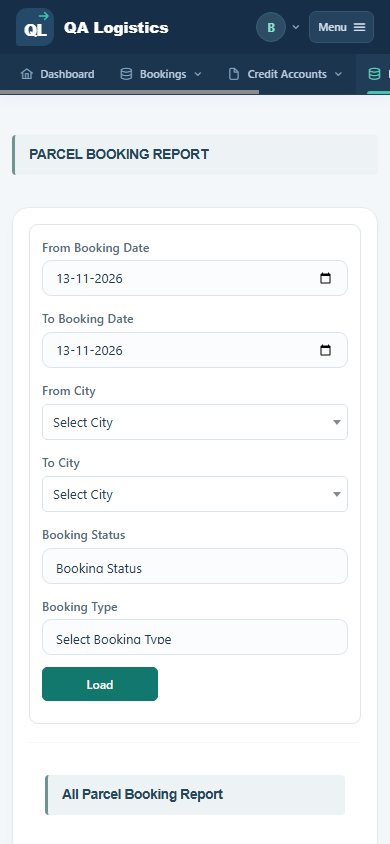 QL QA Logistics B Menu
Dashboard Bookings Credit Accounts
PARCEL BOOKING REPORT
From Booking Date
13-11-2026
To Booking Date
13-11-2026
From City
Select City
To City
Select City
Booking Status
Booking Status
Booking Type
Select Booking Type
Load
All Parcel Booking Report